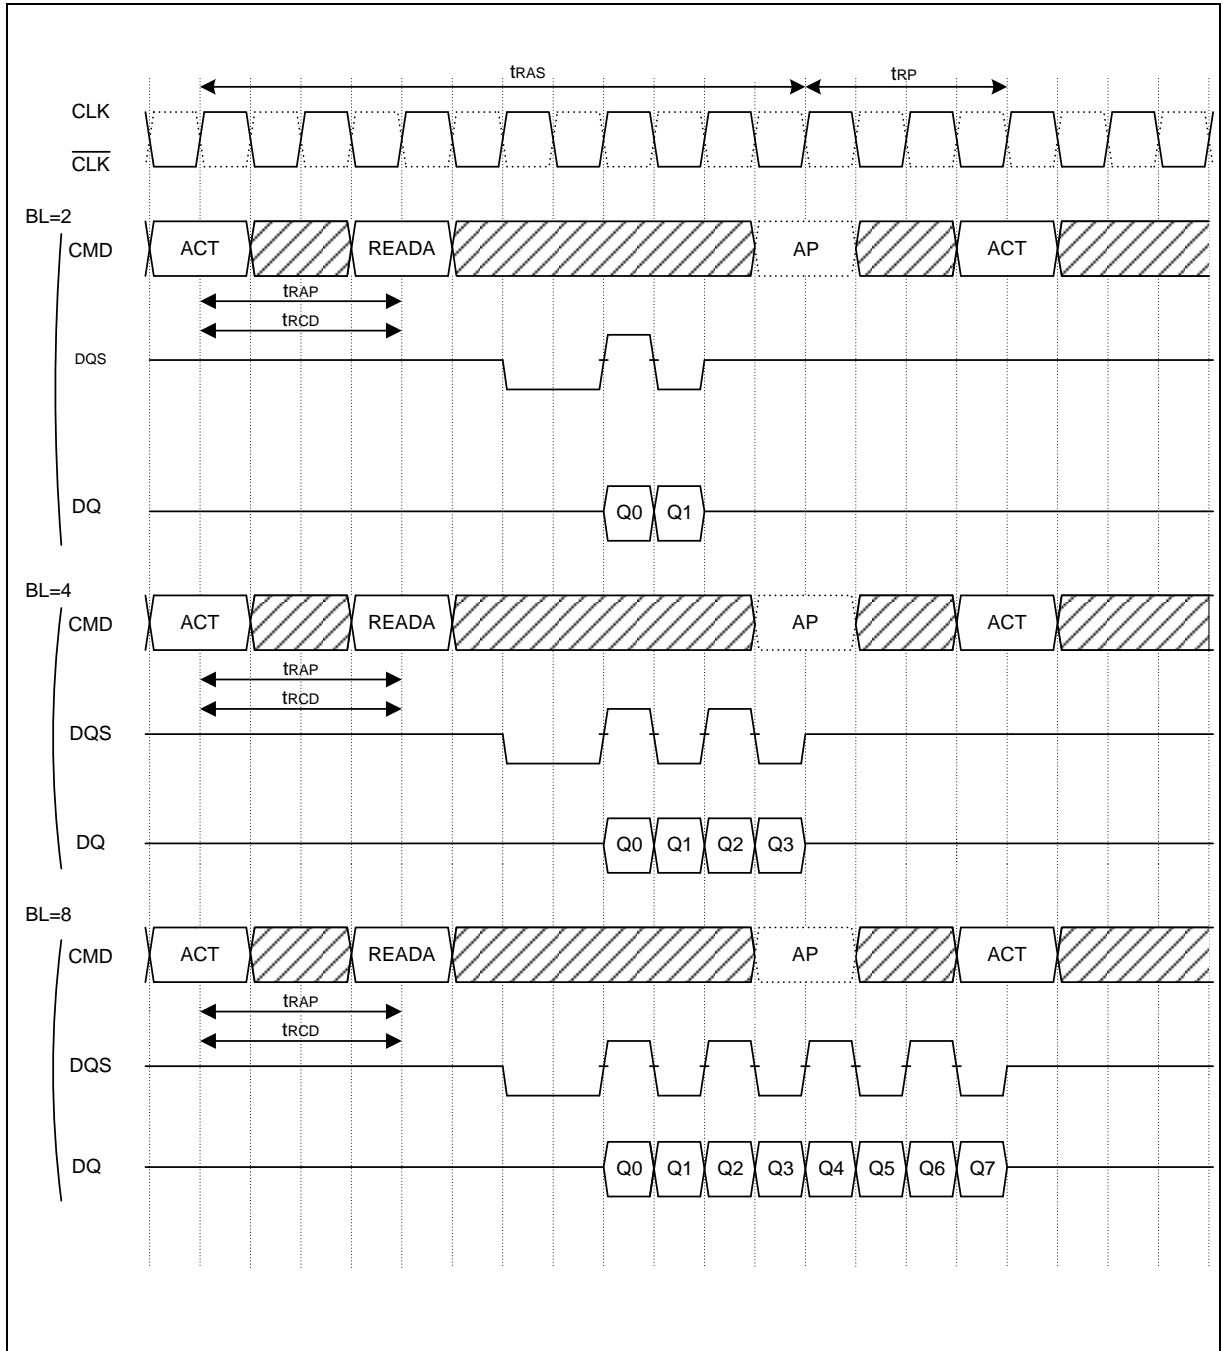 tRAS tRP
CLK
CLK
BL=2
CMD ACT READA AP ACT
tRAP
tRCD
DQS
DQ Q0 Q1
BL=4
CMD ACT READA AP ACT
tRAP
tRCD
DQS
DQ Q0 Q1 Q2 Q3
BL=8
CMD ACT READA AP ACT
tRAP
tRCD
DQS
DQ Q0 Q1 Q2 Q3 Q4 Q5 Q6 Q7